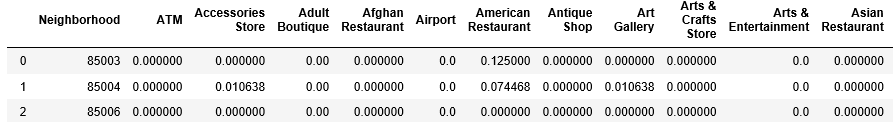 Neighborhood ATM Accessories Store Adult Boutique Afghan Restaurant Airport American Restaurant Antique Shop Art Gallery Arts & Crafts Store Arts & Entertainment Asian Restaurant
0 85003 0.000000 0.000000 0.00 0.000000 0.0 0.125000 0.000000 0.000000 0.000000 0.0 0.000000
1 85004 0.000000 0.010638 0.00 0.000000 0.0 0.074468 0.000000 0.010638 0.000000 0.0 0.000000
2 85006 0.000000 0.000000 0.00 0.000000 0.0 0.000000 0.000000 0.000000 0.000000 0.0 0.000000